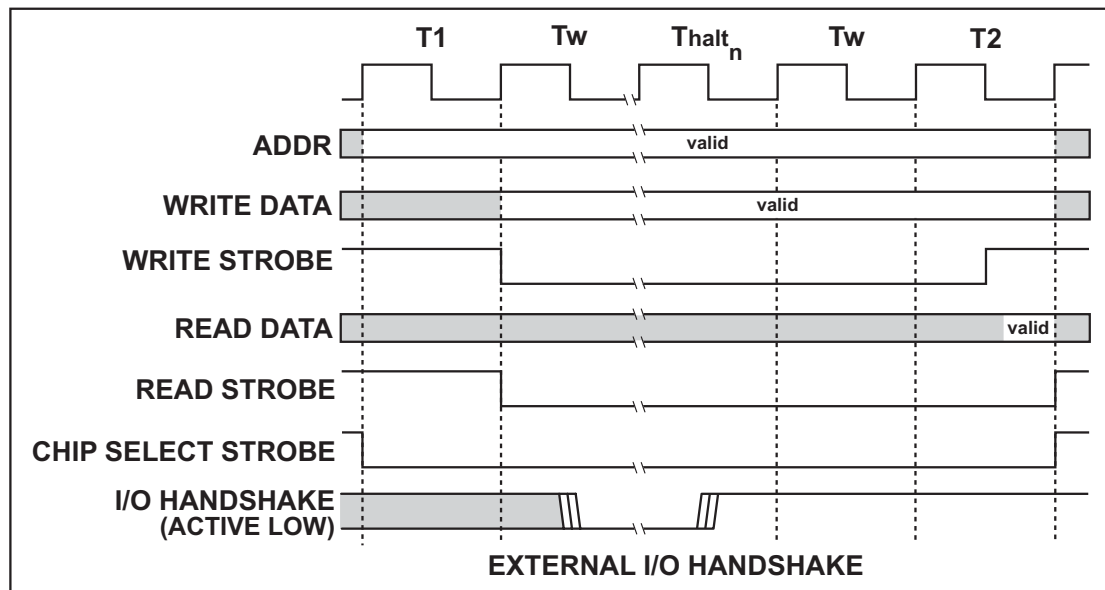 T1 Tw Thaltn Tw T2
ADDR valid
WRITE DATA valid
WRITE STROBE
READ DATA valid
READ STROBE
CHIP SELECT STROBE
I/O HANDSHAKE
(ACTIVE LOW)
EXTERNAL I/O HANDSHAKE